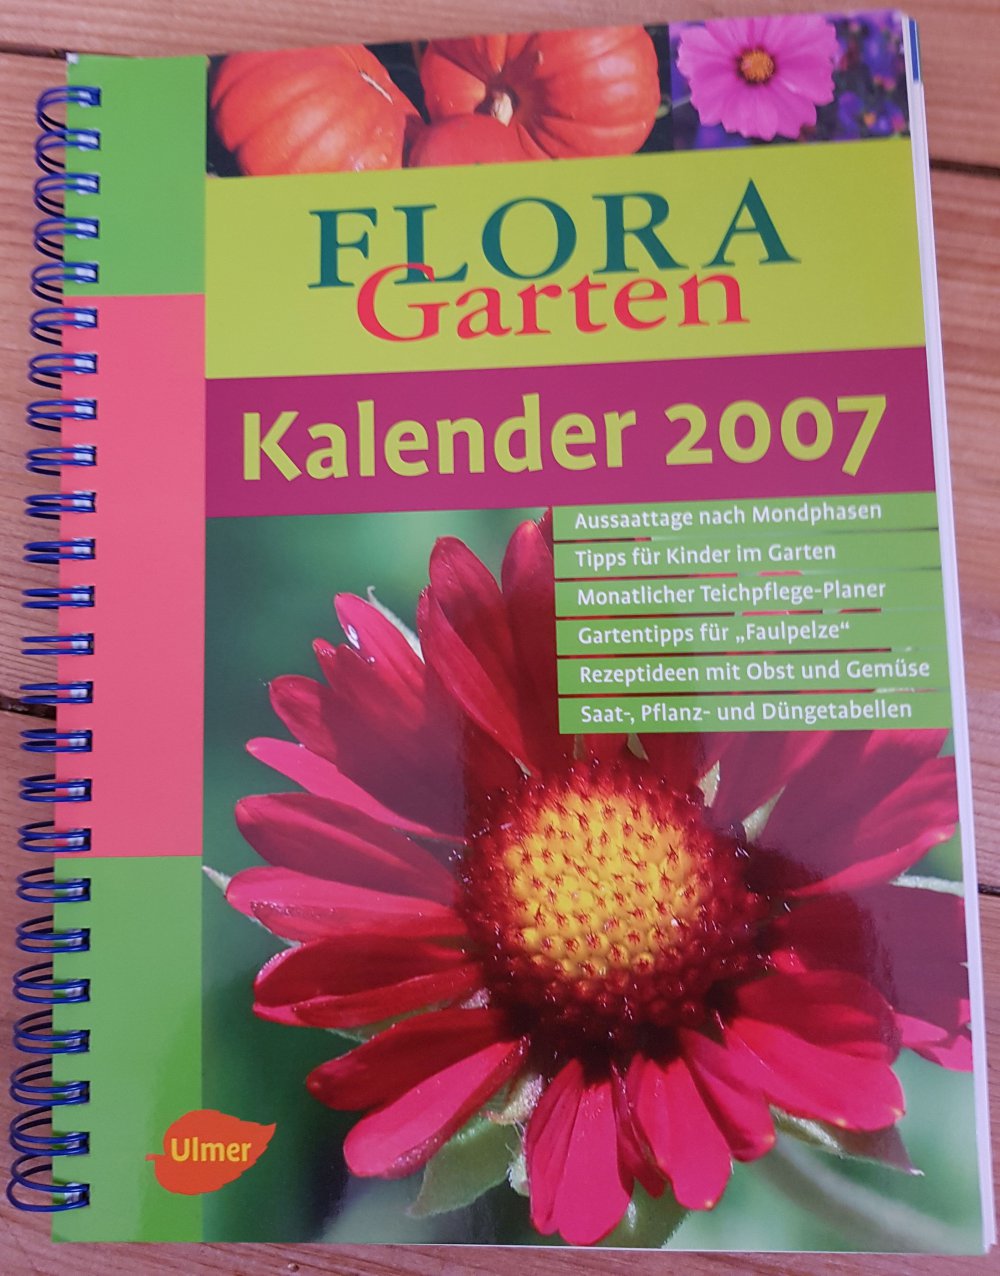 FLORA
Garten
Kalender 2007
Aussaattage nach Mondphasen
Tipps für Kinder im Garten
Monatlicher Teichpflege-Planer
Gartentipps für „Faulpelze“
Rezeptideen mit Obst und Gemüse
Saat-, Pflanz- und Düngetabellen
Ulmer